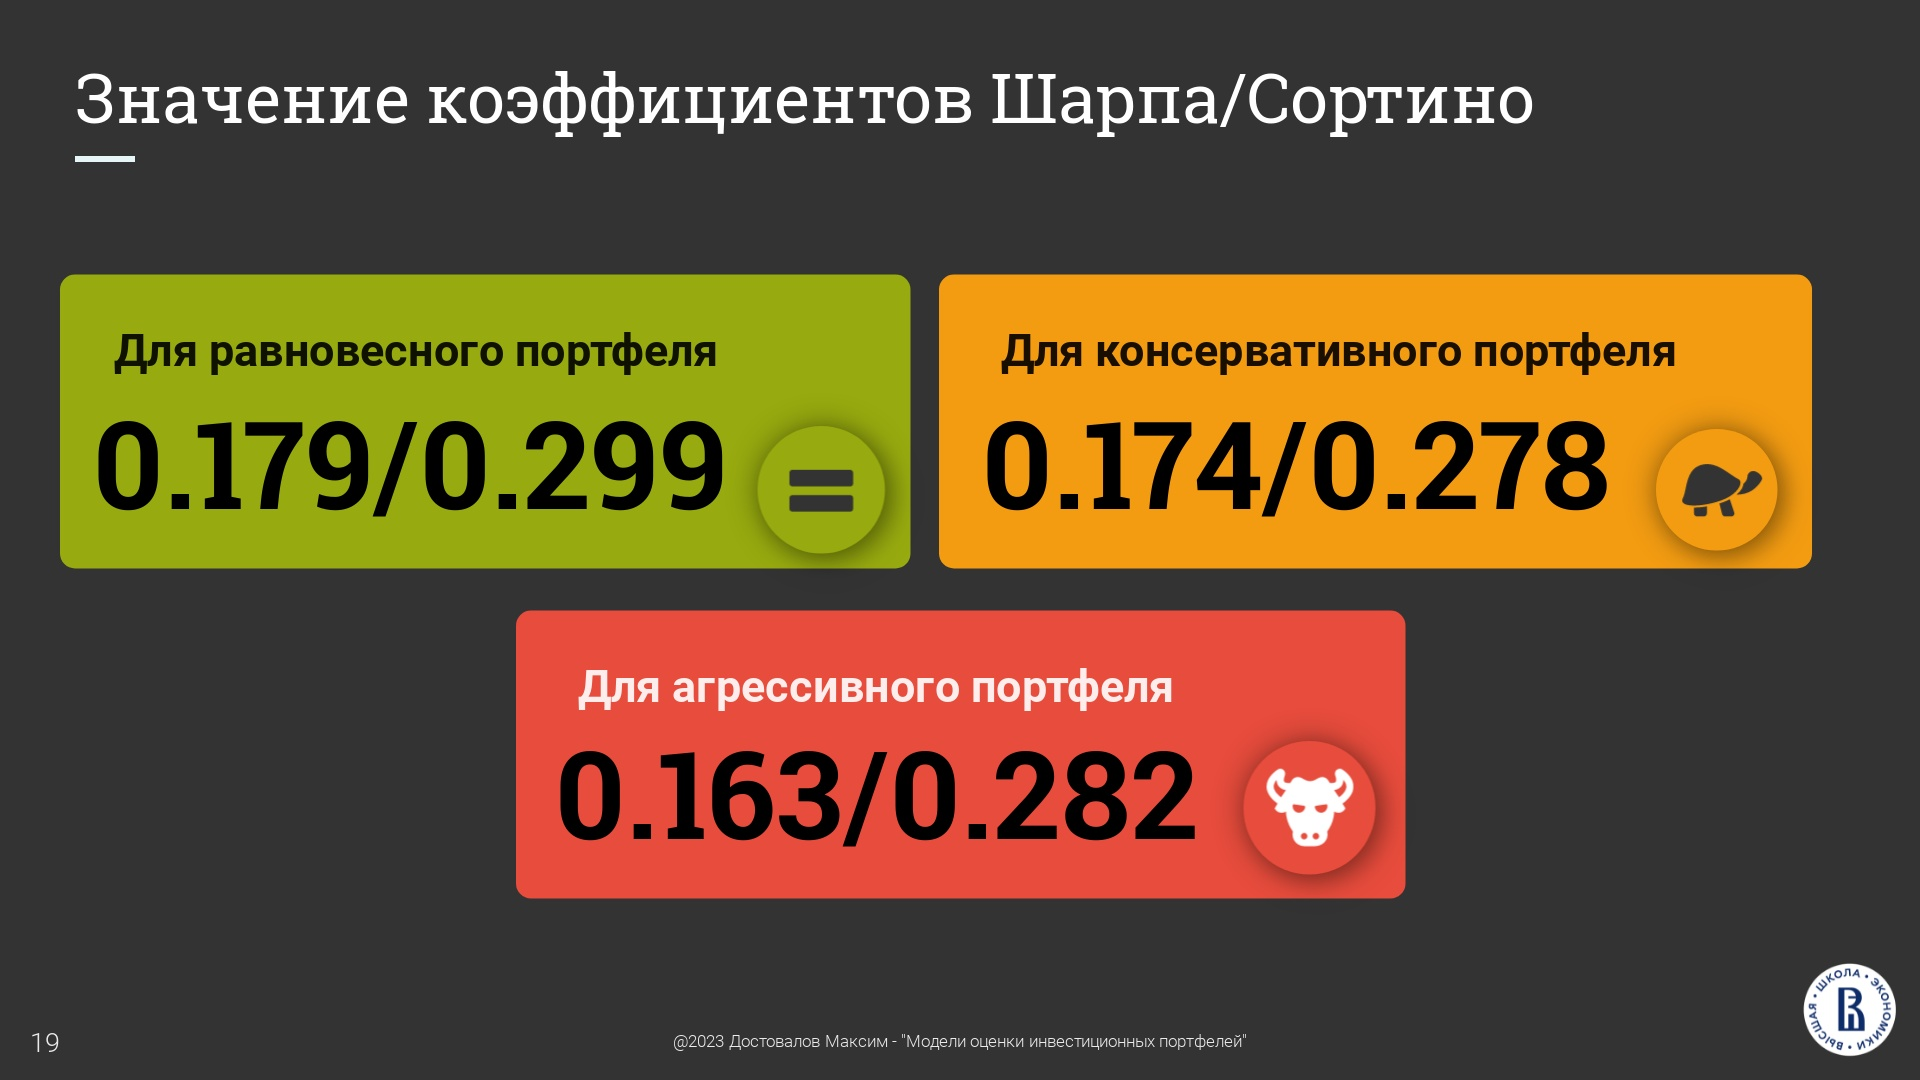 Значение коэффициентов Шарпа/Сортино
Для равновесного портфеля
0.179/0.299
Для консервативного портфеля
0.174/0.278
Для агрессивного портфеля
0.163/0.282
19
@2023 Достовалов Максим - "Модели оценки инвестиционных портфелей"
ВЫСШАЯ • ШКОЛА • ЭКОНОМИКИ •